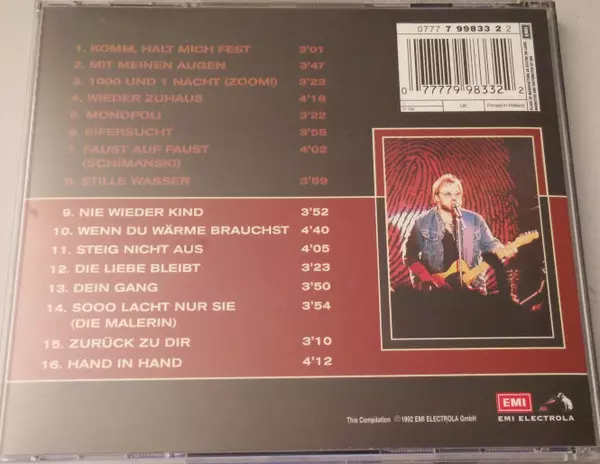 0777 7 99833 2 2
EMI
1. KOMM, HALT MICH FEST 3'01
2. MIT MEINEN AUGEN 3'47
3. 1000 UND 1 NACHT (ZOOM!) 3'23
4. WIEDER ZUHAUS 4'16
5. MONOPOLI 3'22
6. EIFERSUCHT 3'58
7. FAUST AUF FAUST 4'02
(SCHIMANSKI)
8. STILLE WASSER 3'59
0 77779 98332 2
UK
Printed in Holland
9. NIE WIEDER KIND 3'52
10. WENN DU WÄRME BRAUCHST 4'40
11. STEIG NICHT AUS 4'05
12. DIE LIEBE BLEIBT 3'23
13. DEIN GANG 3'50
14. SOOO LACHT NUR SIE 3'54
(DIE MALERIN)
15. ZURÜCK ZU DIR 3'10
16. HAND IN HAND 4'12
EMI
This Compilation Ⓟ1992 EMI ELECTROLA GmbH
EMI ELECTROLA